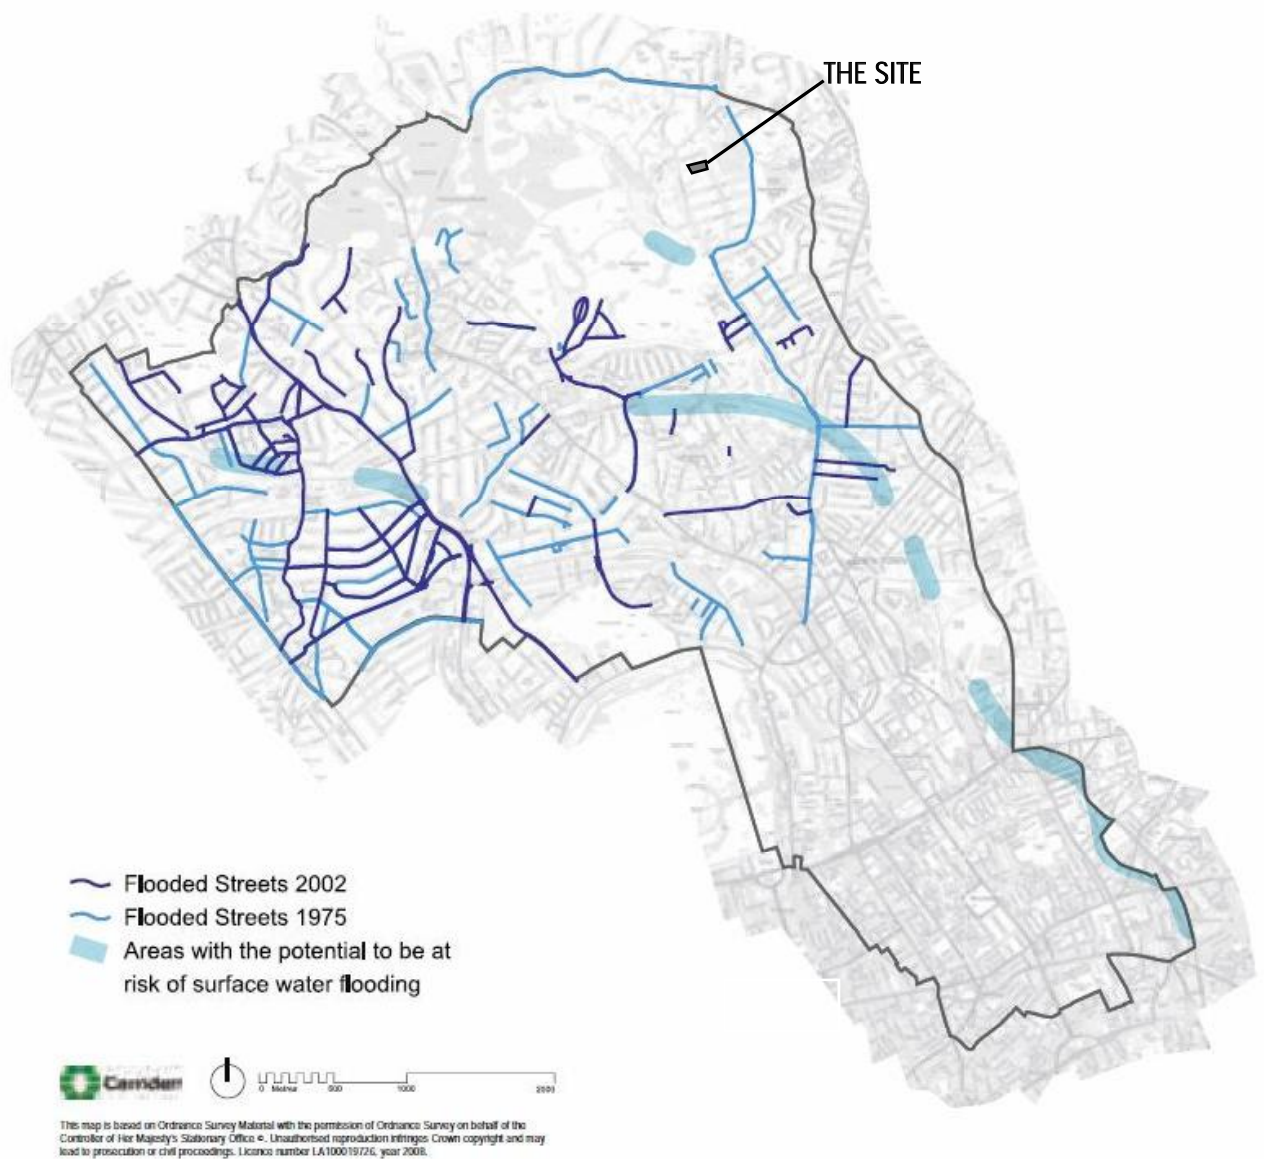 THE SITE
Flooded Streets 2002
Flooded Streets 1975
Areas with the potential to be at
risk of surface water flooding
Camden
0 Metres 500 1000 2000
This map is based on Ordnance Survey Material with the permission of Ordnance Survey on behalf of the
Controller of Her Majesty's Stationary Office ©. Unauthorised reproduction infringes Crown copyright and may
lead to prosecution or civil proceedings. Licence number LA100019726, year 2008.